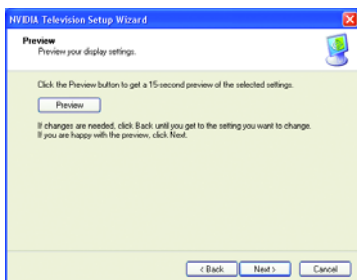 NVIDIA Television Setup Wizard
Preview
Preview your display settings.
Click the Preview button to get a 15-second preview of the selected settings.
Preview
If changes are needed, click Back until you get to the setting you want to change.
If you are happy with the preview, click Next.
< Back Next > Cancel